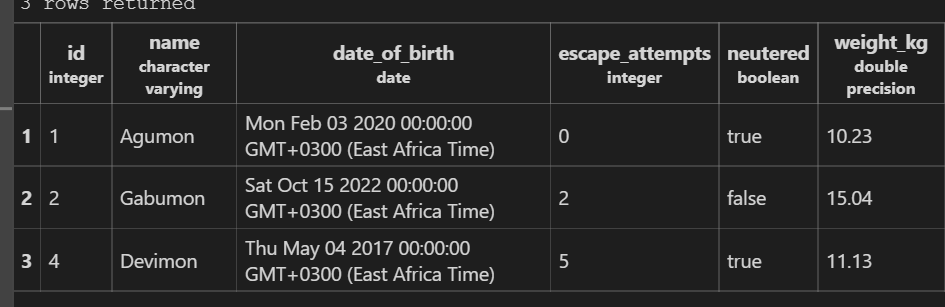 3 rows returned
id
integer
name
character
varying
date_of_birth
date
escape_attempts
integer
neutered
boolean
weight_kg
double
precision
1 1 Agumon Mon Feb 03 2020 00:00:00
GMT+0300 (East Africa Time) 0 true 10.23
2 2 Gabumon Sat Oct 15 2022 00:00:00
GMT+0300 (East Africa Time) 2 false 15.04
3 4 Devimon Thu May 04 2017 00:00:00
GMT+0300 (East Africa Time) 5 true 11.13